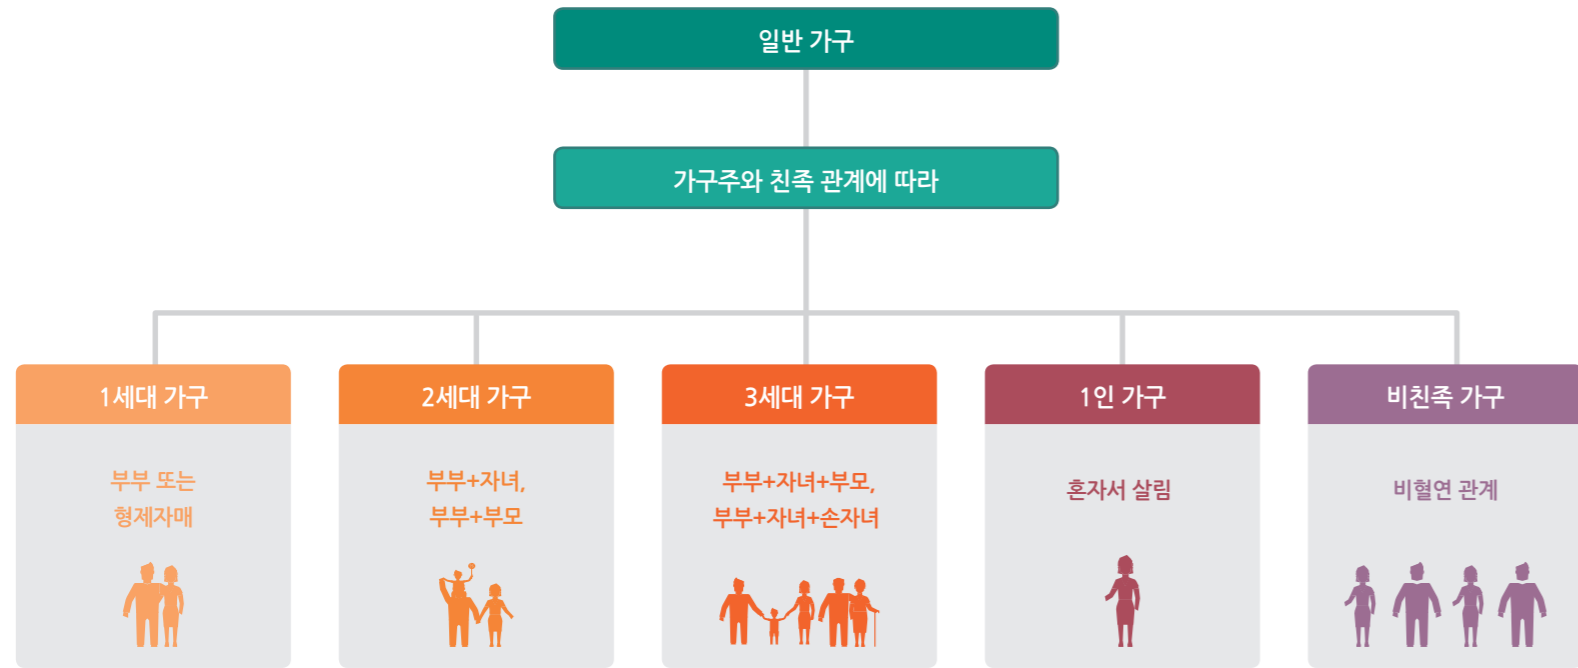 일반 가구
가구주와 친족 관계에 따라
1세대 가구
부부 또는
형제자매
2세대 가구
부부+자녀,
부부+부모
3세대 가구
부부+자녀+부모,
부부+자녀+손자녀
1인 가구
혼자서 살림
비친족 가구
비혈연 관계